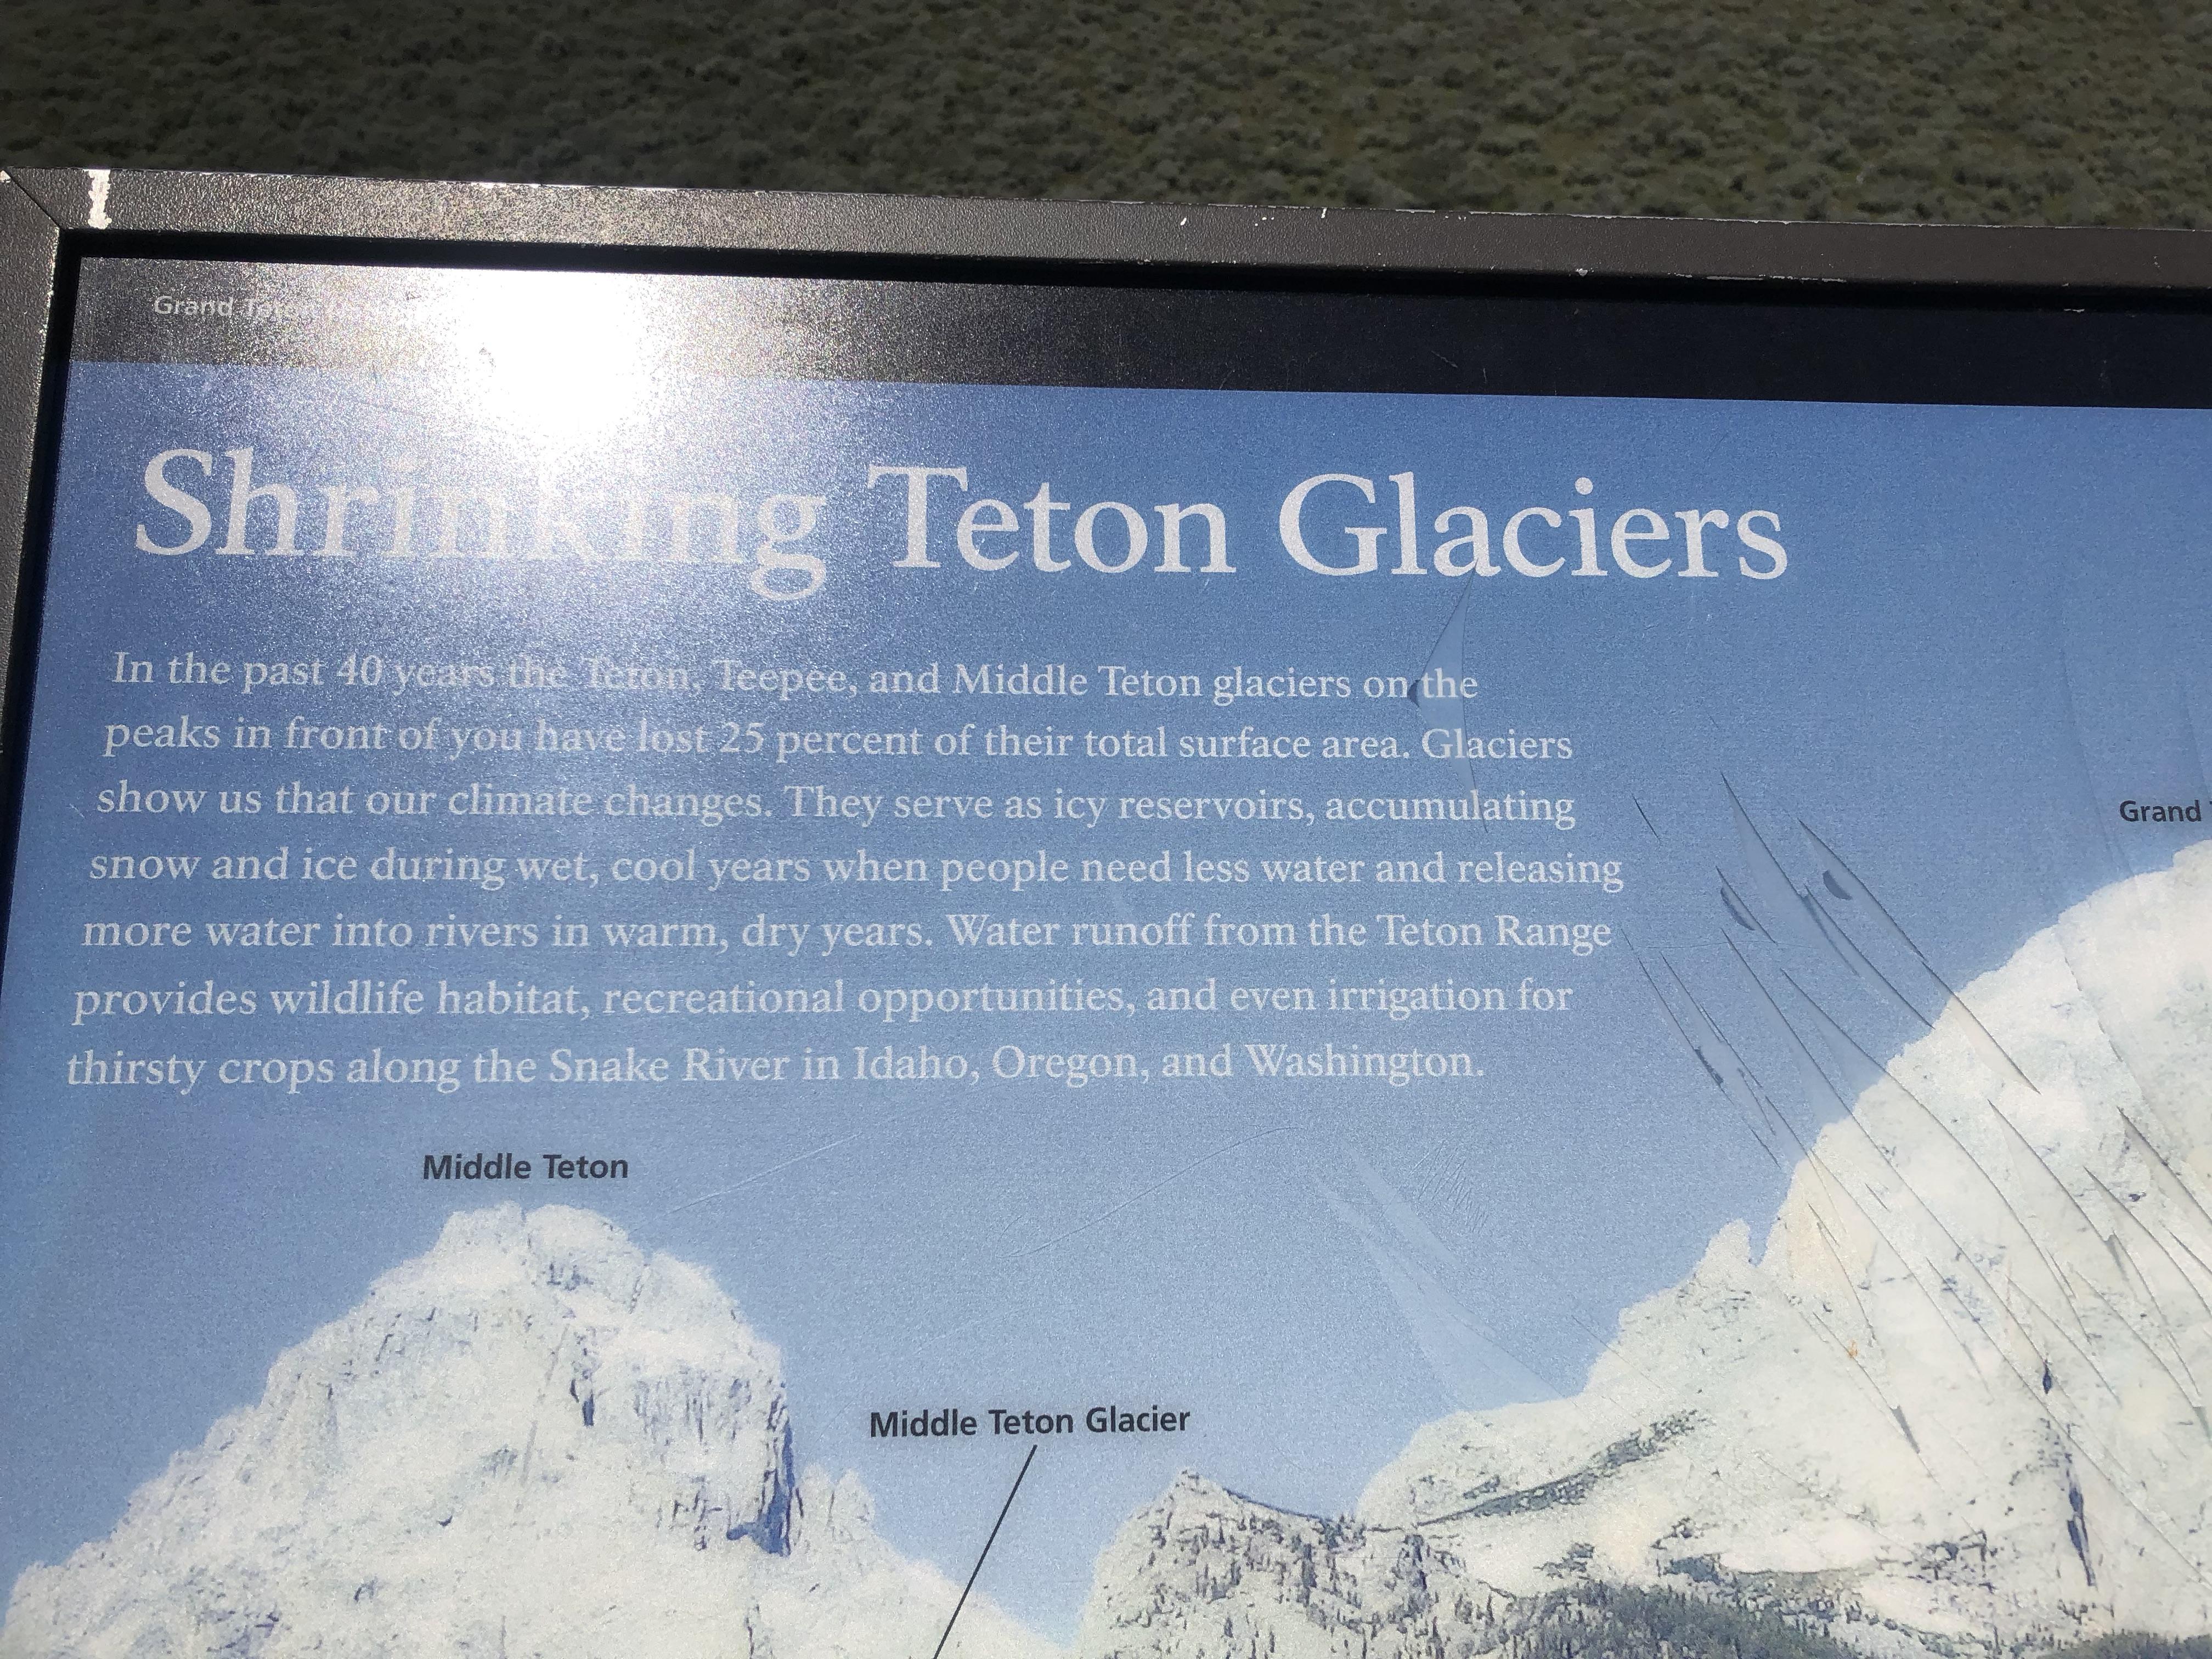 Grand Teton
Shrinking Teton Glaciers
In the past 40 years the Teton, Teepee, and Middle Teton glaciers on the
peaks in front of you have lost 25 percent of their total surface area. Glaciers
show us that our climate changes. They serve as icy reservoirs, accumulating
snow and ice during wet, cool years when people need less water and releasing
more water into rivers in warm, dry years. Water runoff from the Teton Range
provides wildlife habitat, recreational opportunities, and even irrigation for
thirsty crops along the Snake River in Idaho, Oregon, and Washington.
Middle Teton
Grand
Middle Teton Glacier